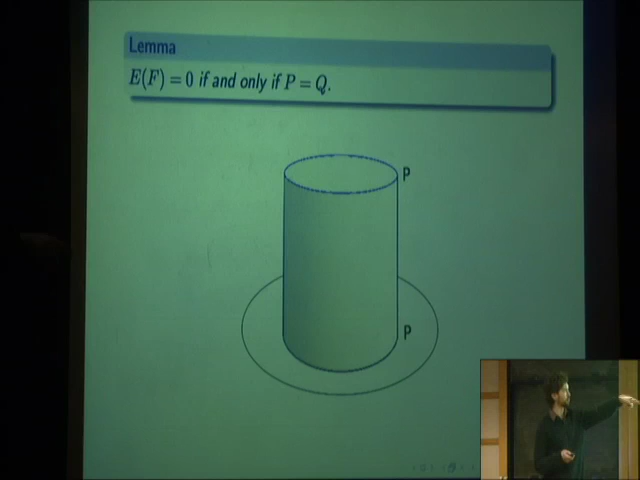 Lemma
E(F) = 0 if and only if P = Q.
P
P